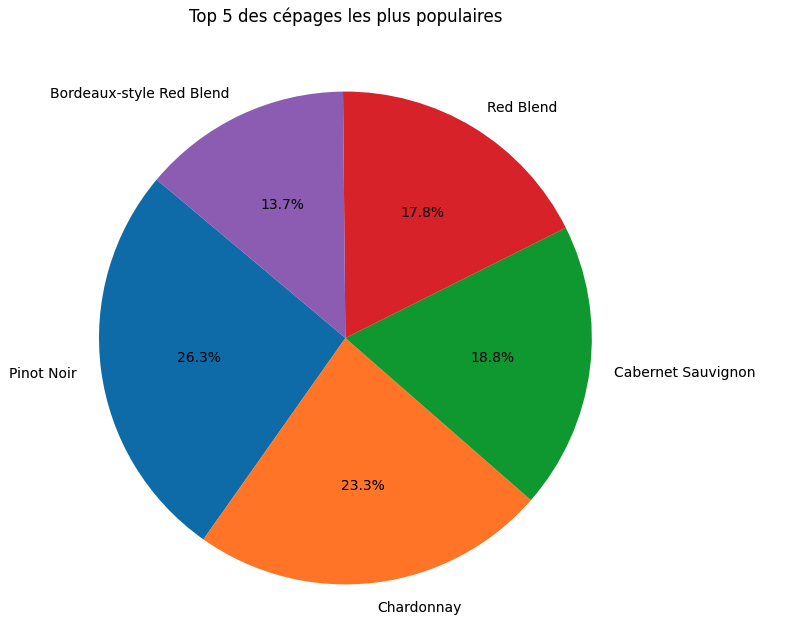 Top 5 des cépages les plus populaires
Bordeaux-style Red Blend
Red Blend
13.7%
17.8%
26.3%
18.8%
Pinot Noir
Cabernet Sauvignon
23.3%
Chardonnay